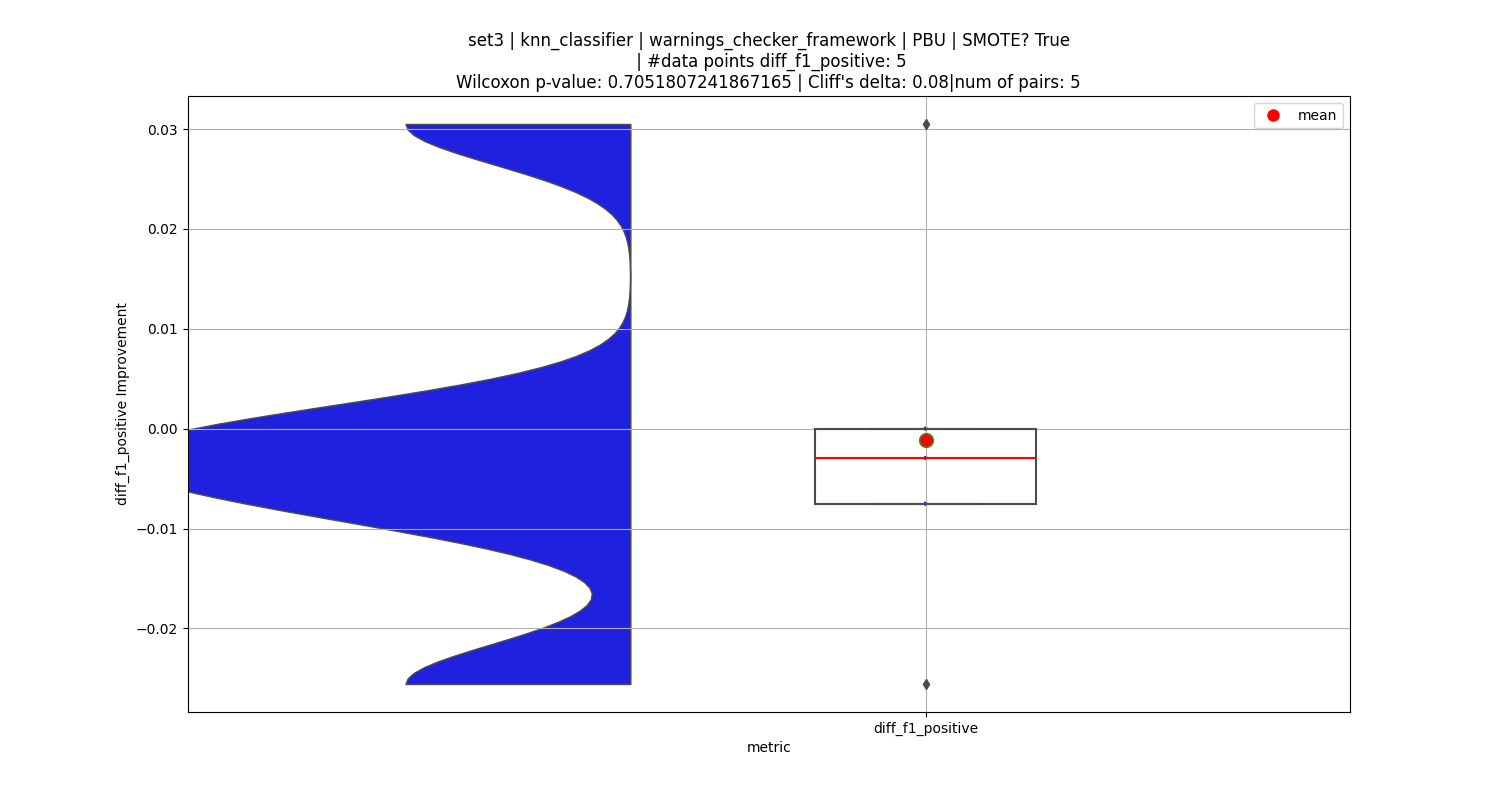 set3 | knn_classifier | warnings_checker_framework | PBU | SMOTE? True
| #data points diff_f1_positive: 5
Wilcoxon p-value: 0.7051807241867165 | Cliff's delta: 0.08|num of pairs: 5
mean
0.03
0.02
0.01
0.00
−0.01
−0.02
diff_f1_positive Improvement
diff_f1_positive
metric